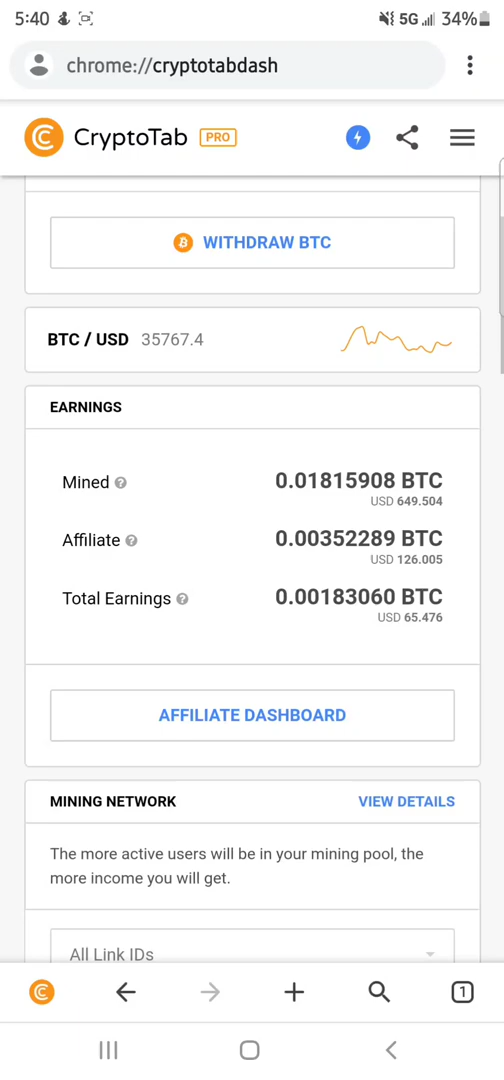 5:40 5G 34%
chrome://cryptotabdash
CryptoTab PRO
WITHDRAW BTC
BTC / USD 35767.4
EARNINGS
Mined ? 0.01815908 BTC
USD 649.504
Affiliate ? 0.00352289 BTC
USD 126.005
Total Earnings ? 0.00183060 BTC
USD 65.476
AFFILIATE DASHBOARD
MINING NETWORK VIEW DETAILS
The more active users will be in your mining pool, the
more income you will get.
All Link IDs
1